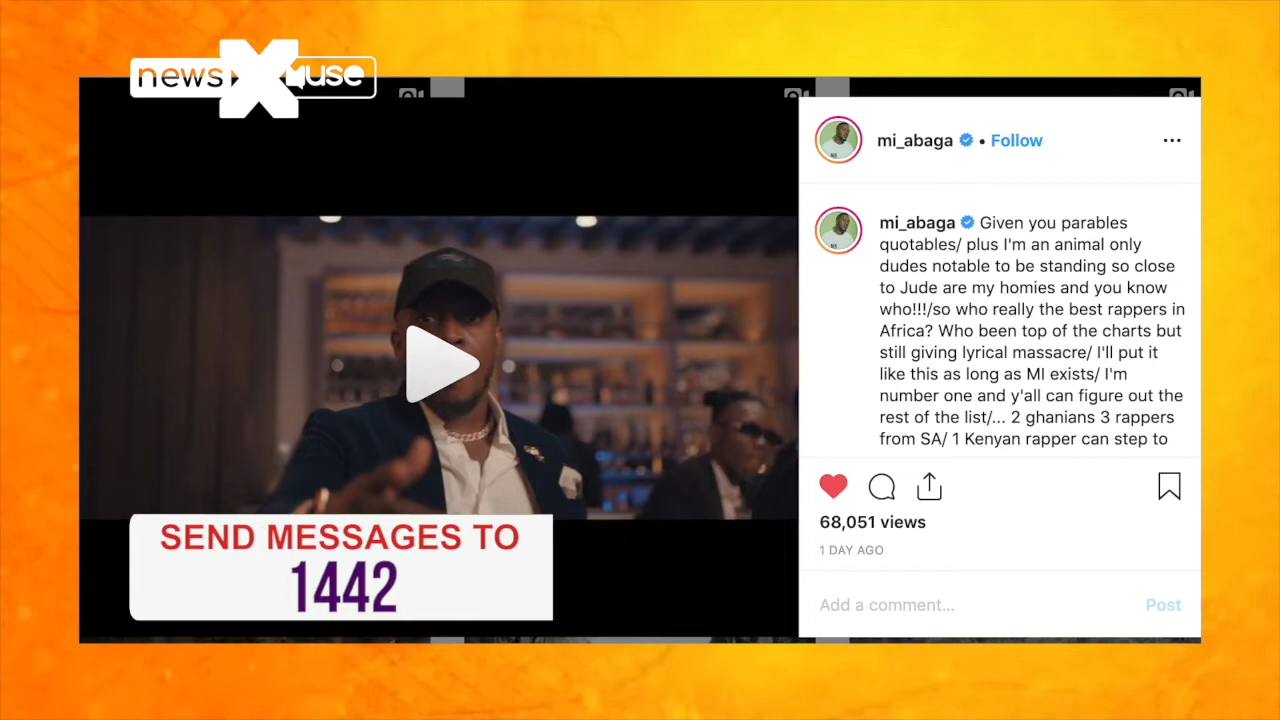 news Xcuse
mi_abaga • Follow
mi_abaga Given you parables
quotables/ plus I'm an animal only
dudes notable to be standing so close
to Jude are my homies and you know
who!!!/so who really the best rappers in
Africa? Who been top of the charts but
still giving lyrical massacre/ I'll put it
like this as long as MI exists/ I'm
number one and y'all can figure out the
rest of the list/... 2 ghanians 3 rappers
from SA/ 1 Kenyan rapper can step to
68,051 views
1 DAY AGO
Add a comment... Post
SEND MESSAGES TO
1442